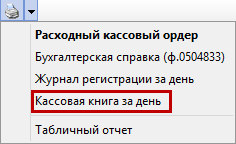 Расходный кассовый ордер
Бухгалтерская справка (ф.0504833)
Журнал регистрации за день
Кассовая книга за день
Табличный отчет